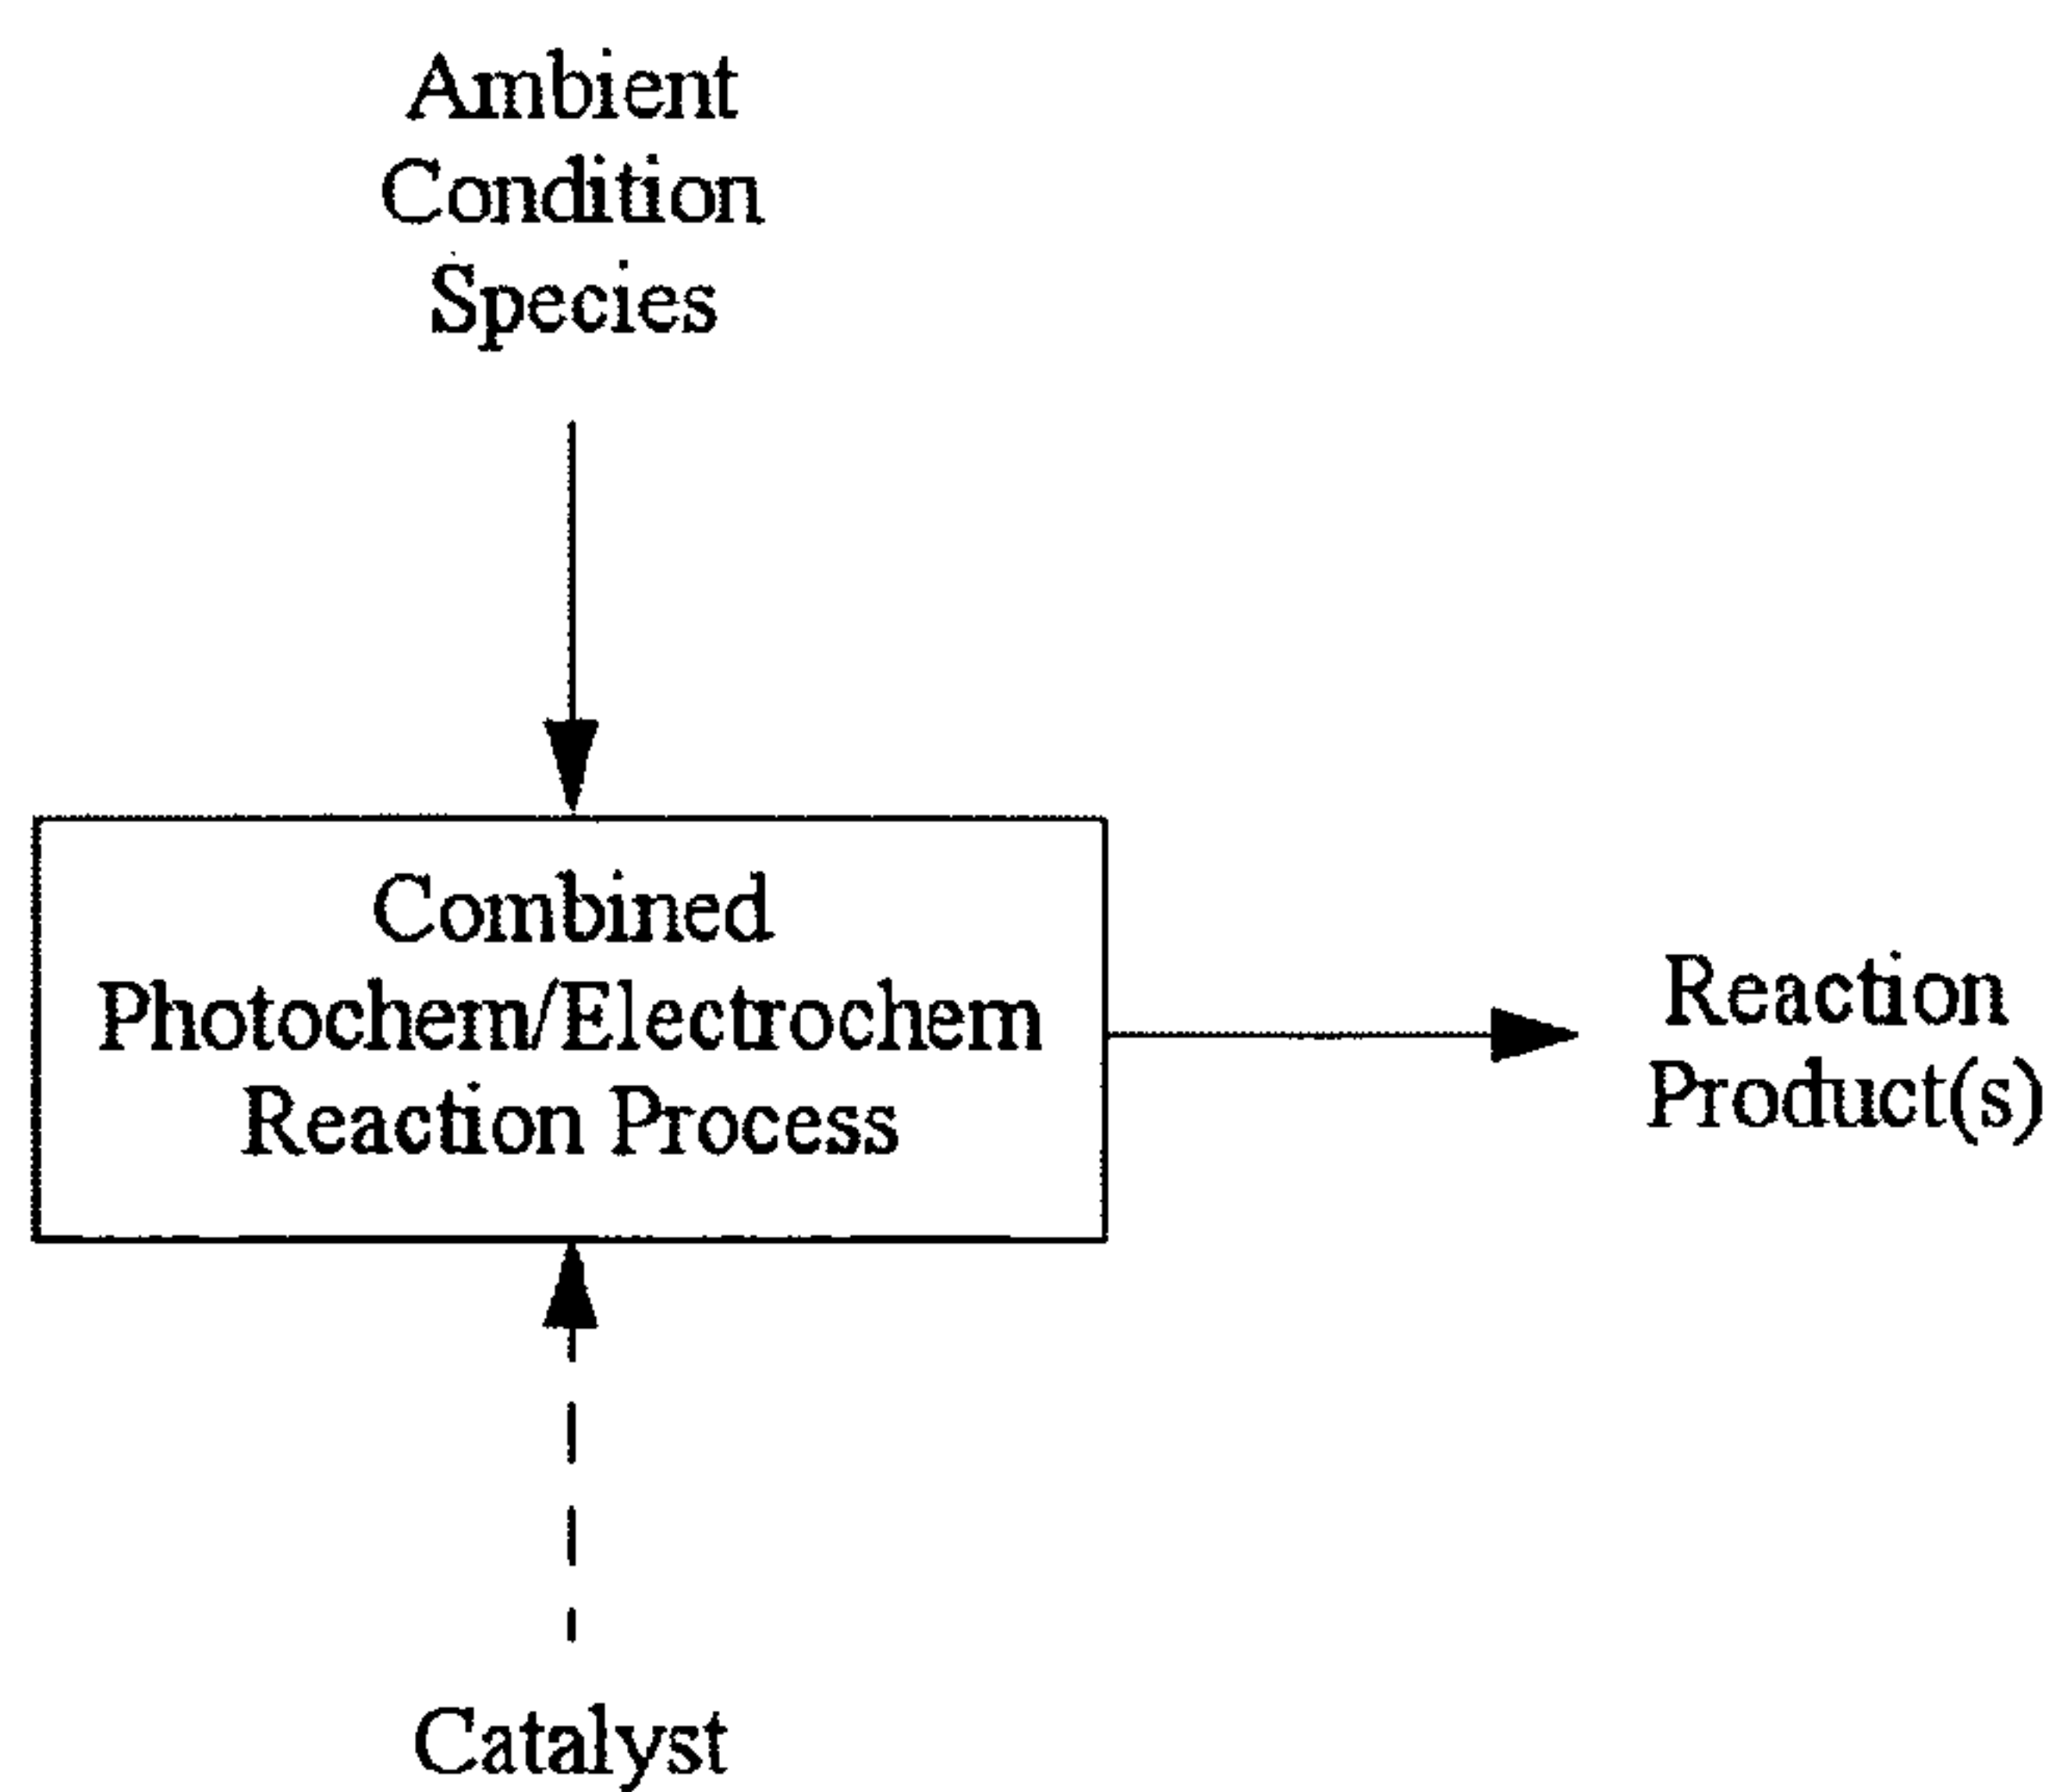 Ambient
Condition
Species
Combined
Photochem/Electrochem
Reaction Process
Reaction
Product(s)
Catalyst